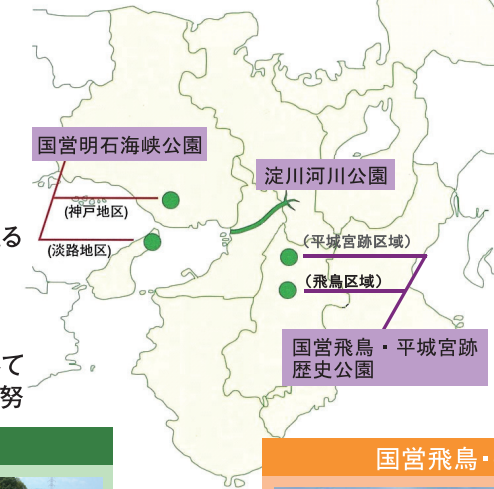 国営明石海峡公園
淀川河川公園
(神戸地区)
る
(淡路地区)
(平城宮跡区域)
(飛鳥区域)
国営飛鳥・平城宮跡
歴史公園
て
努
国営飛鳥・